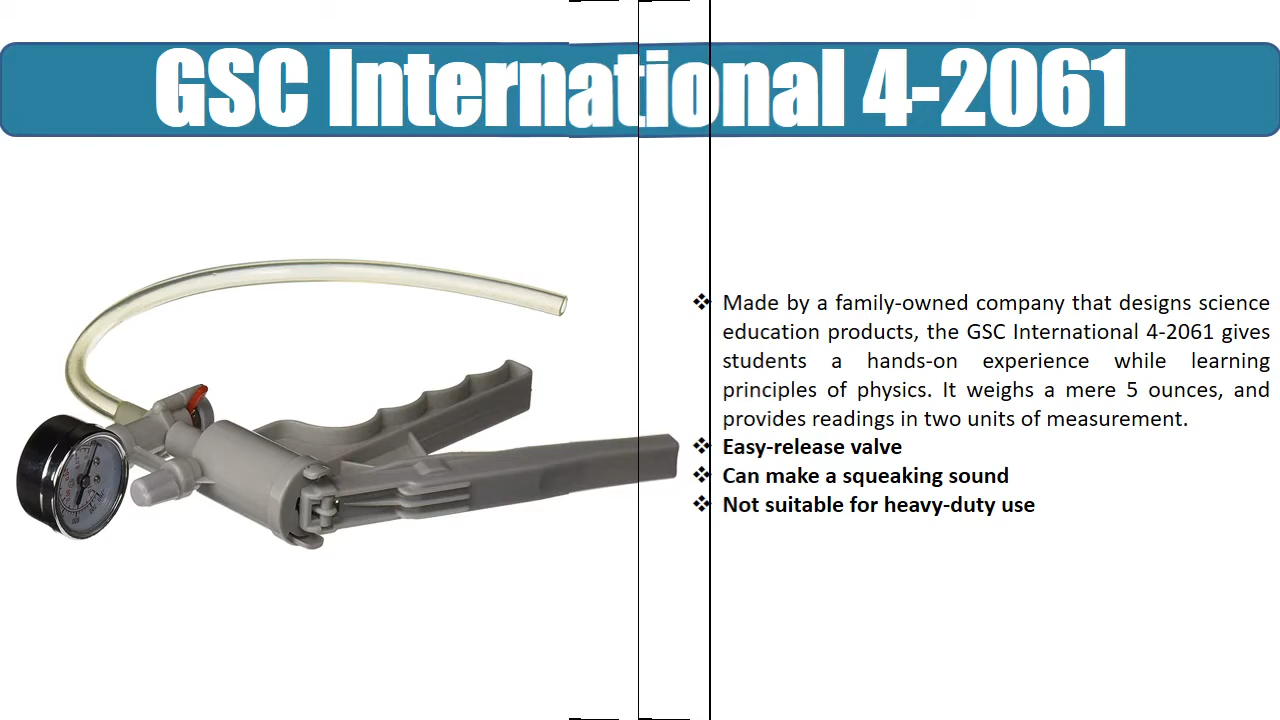 GSC International 4-2061
❖ Made by a family-owned company that designs science
education products, the GSC International 4-2061 gives
students a hands-on experience while learning
principles of physics. It weighs a mere 5 ounces, and
provides readings in two units of measurement.
❖ Easy-release valve
❖ Can make a squeaking sound
❖ Not suitable for heavy-duty use